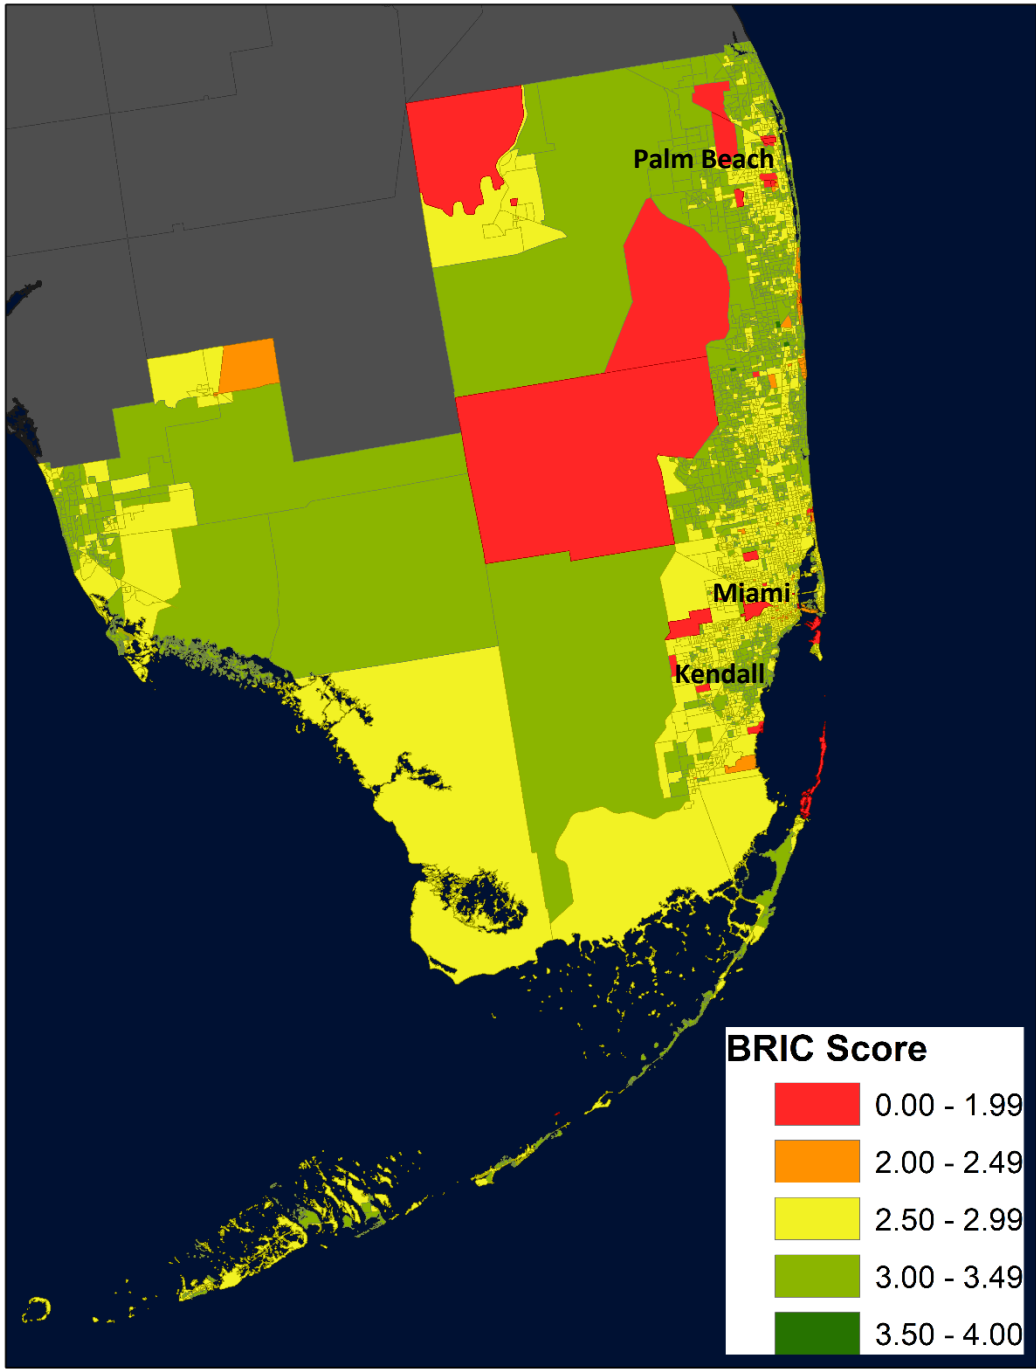 Palm Beach
Miami
Kendall
BRIC Score
0.00 - 1.99
2.00 - 2.49
2.50 - 2.99
3.00 - 3.49
3.50 - 4.00